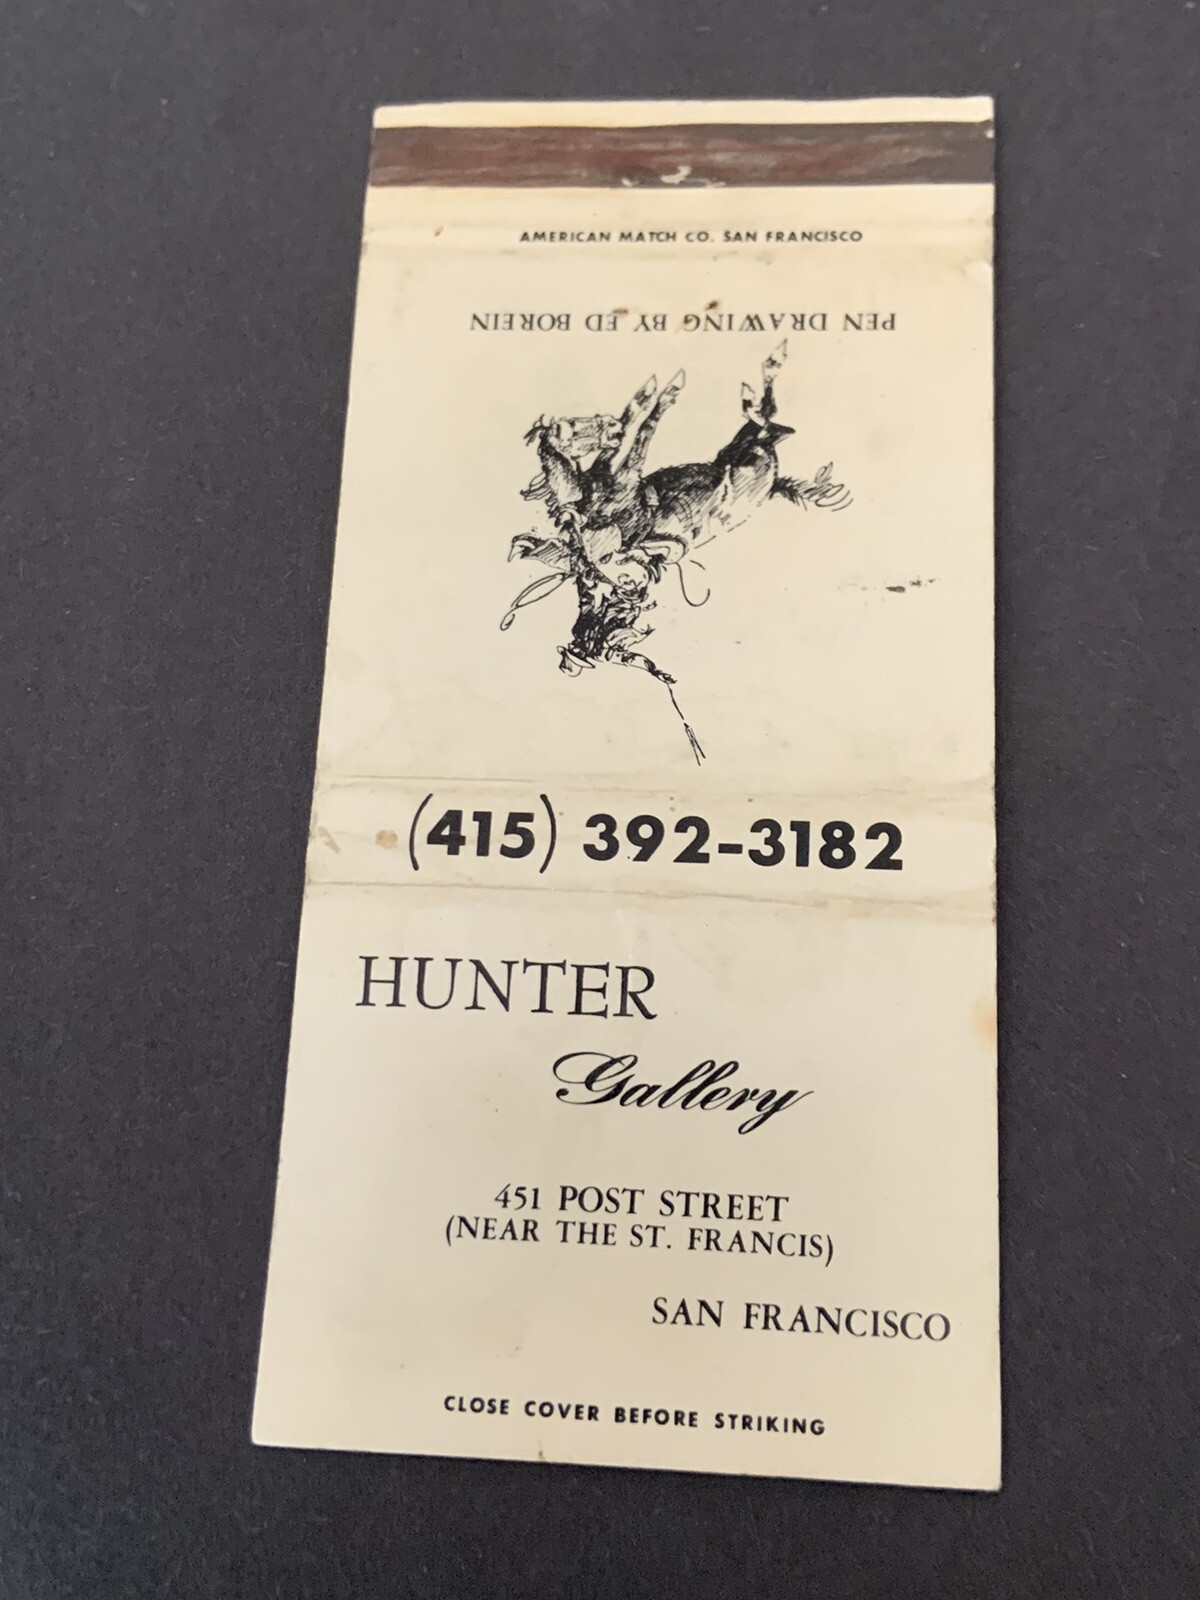 AMERICAN MATCH CO. SAN FRANCISCO
PEN DRAWING BY ED BOREIN
(415) 392-3182
HUNTER
Gallery
451 POST STREET
(NEAR THE ST. FRANCIS)
SAN FRANCISCO
CLOSE COVER BEFORE STRIKING